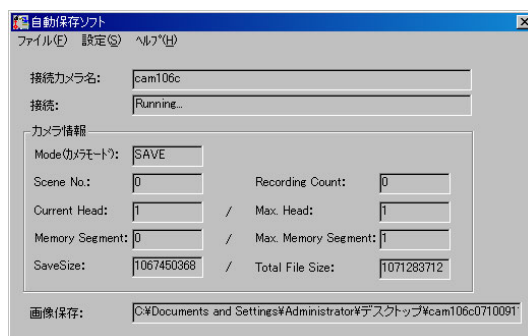 自動保存ソフト
ファイル(F) 設定(S) ヘルプ(H)
接続カメラ名: cam106c
接続: Running...
カメラ情報
Mode(カメラモード): SAVE
Scene No.: 0 Recording Count: 0
Current Head: 1 / Max. Head: 1
Memory Segment: 0 / Max. Memory Segment: 1
SaveSize: 1067450368 / Total File Size: 1071283712
画像保存: C:¥Documents and Settings¥Administrator¥デスクトップ¥cam106c0710091